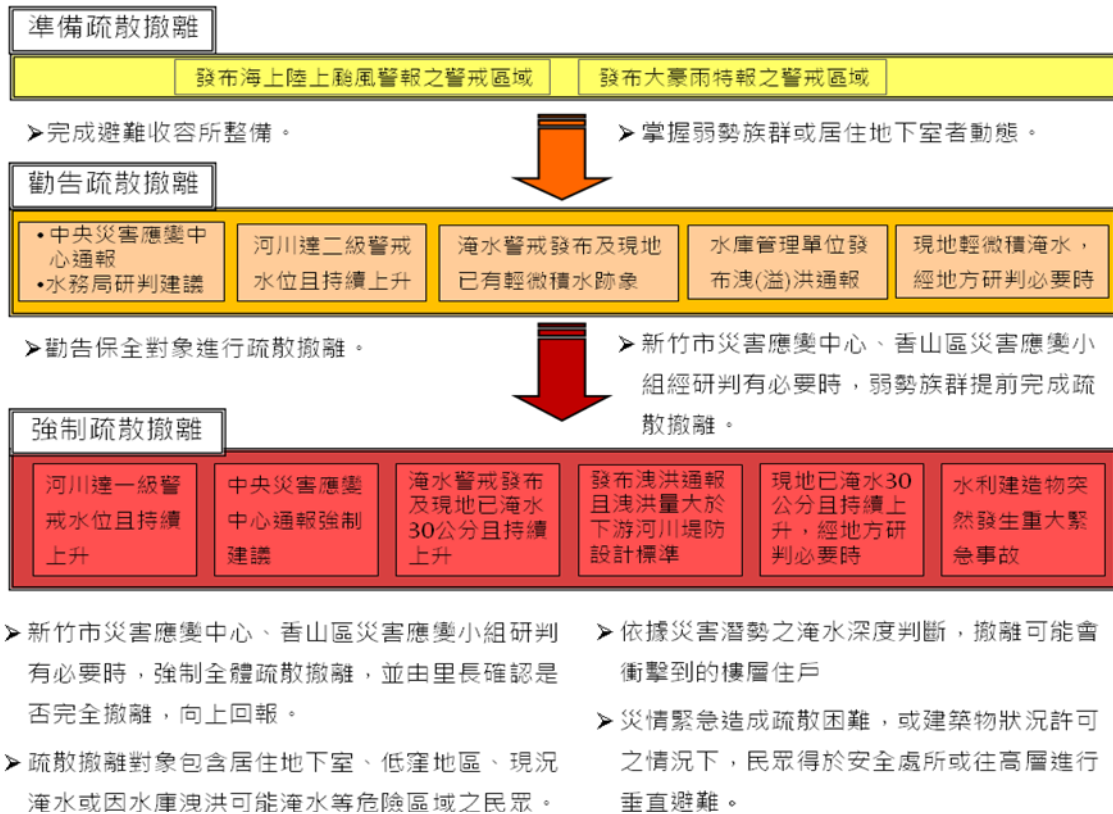 準備疏散撤離
發布海上陸上颱風警報之警戒區域
發布大豪雨特報之警戒區域
➤完成避難收容所整備。
➤掌握弱勢族群或居住地下室者動態。
勸告疏散撤離
•中央災害應變中
心通報
•水務局研判建議
河川達二級警戒
水位且持續上升
淹水警戒發布及現地
已有輕微積水跡象
水庫管理單位發
布洩(溢)洪通報
現地輕微積淹水，
經地方研判必要時
➤勸告保全對象進行疏散撤離。
➤新竹市災害應變中心、香山區災害應變小
組經研判有必要時，弱勢族群提前完成疏
散撤離。
強制疏散撤離
河川達一級警
戒水位且持續
上升
中央災害應變
中心通報強制
建議
淹水警戒發布
及現地已淹水
30公分且持續
上升
發布洩洪通報
且洩洪量大於
下游河川堤防
設計標準
現地已淹水30
公分且持續上
升，經地方研
判必要時
水利建造物突
然發生重大緊
急事故
➤新竹市災害應變中心、香山區災害應變小組研判
有必要時，強制全體疏散撤離，並由里長確認是
否完全撤離，向上回報。
➤疏散撤離對象包含居住地下室、低窪地區、現況
淹水或因水庫洩洪可能淹水等危險區域之民眾。
➤依據災害潛勢之淹水深度判斷，撤離可能會
衝擊到的樓層住戶
➤災情緊急造成疏散困難，或建築物狀況許可
之情況下，民眾得於安全處所或往高層進行
垂直避難。